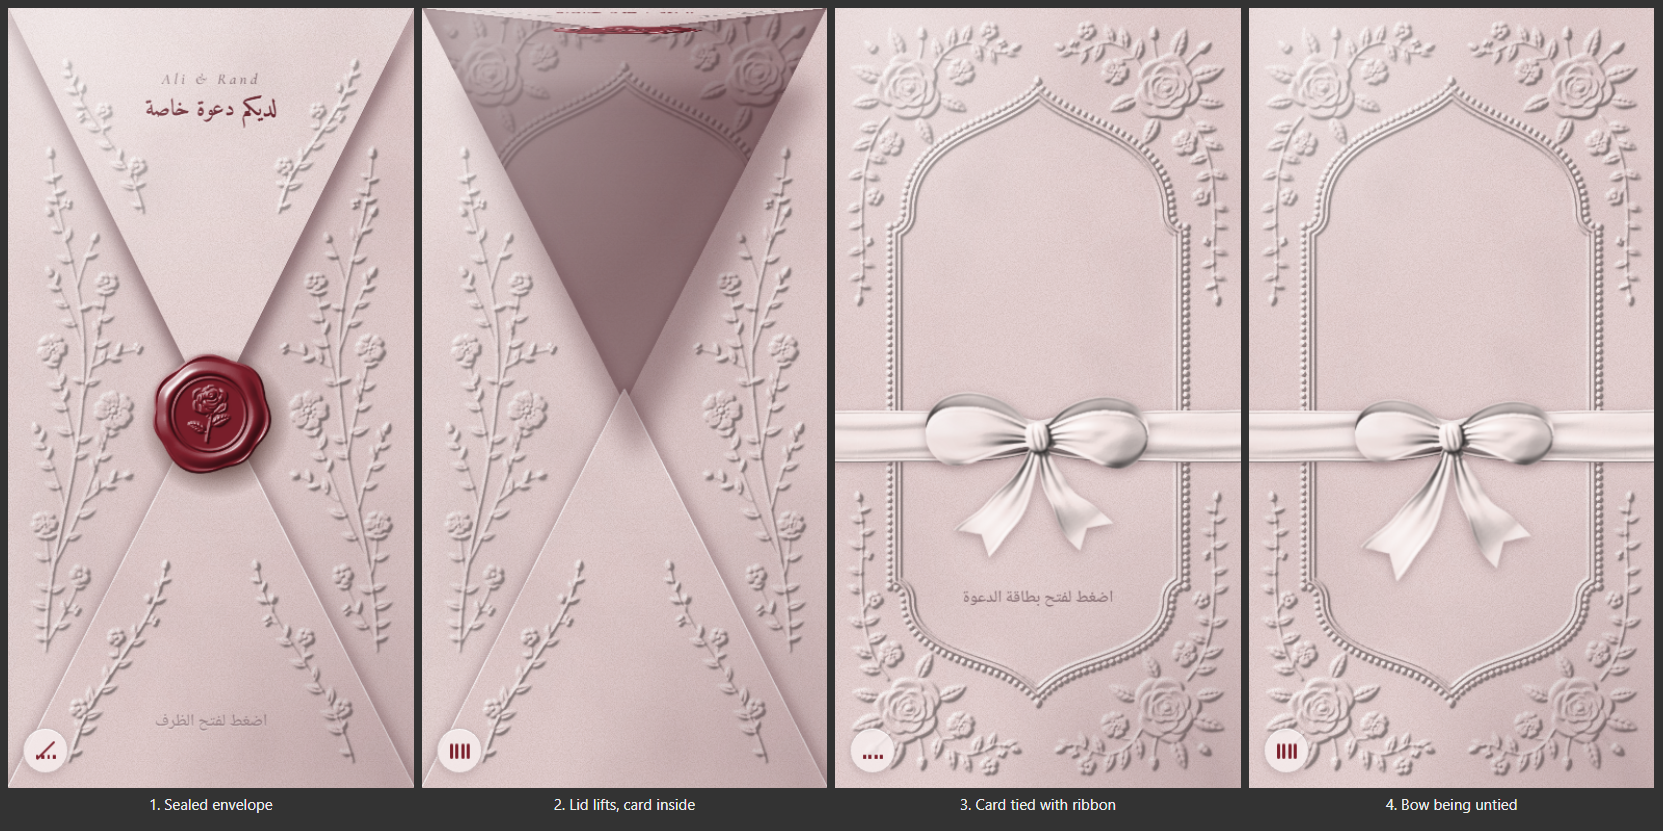 Ali & Rand
لديكم دعوة خاصة
اضغط لفتح الظرف
1. Sealed envelope
2. Lid lifts, card inside
اضغط لفتح بطاقة الدعوة
3. Card tied with ribbon
4. Bow being untied